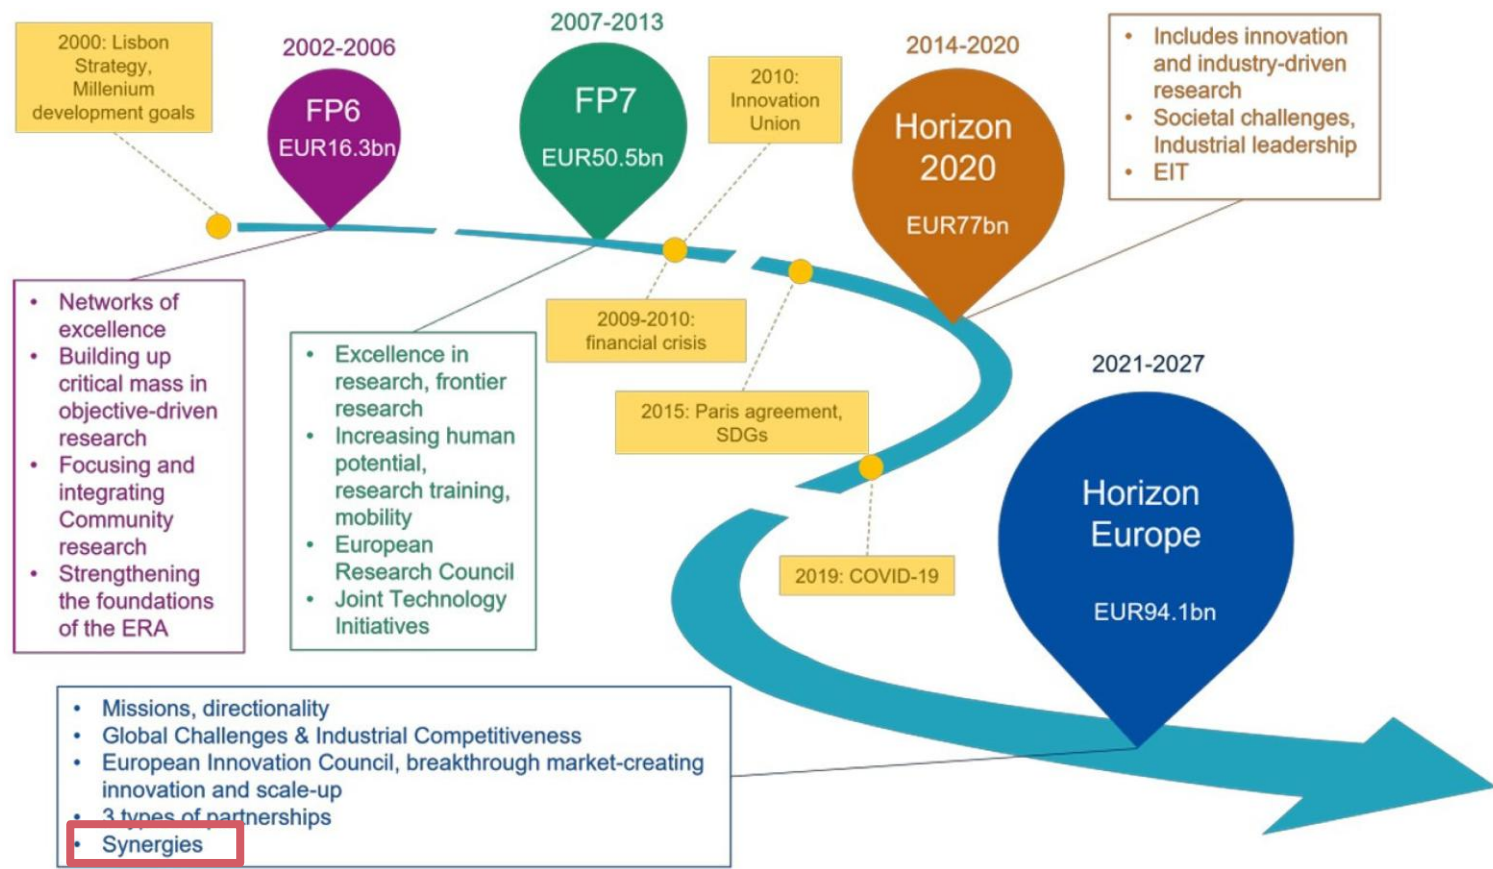 2000: Lisbon
Strategy,
Millenium
development goals
2002-2006
FP6
EUR16.3bn
2007-2013
FP7
EUR50.5bn
2010:
Innovation
Union
2014-2020
Horizon
2020
EUR77bn
• Includes innovation
and industry-driven
research
• Societal challenges,
Industrial leadership
• EIT
• Networks of
excellence
• Building up
critical mass in
objective-driven
research
• Focusing and
integrating
Community
research
• Strengthening
the foundations
of the ERA
• Excellence in
research, frontier
research
• Increasing human
potential,
research training,
mobility
• European
Research Council
• Joint Technology
Initiatives
2009-2010:
financial crisis
2015: Paris agreement,
SDGs
2019: COVID-19
2021-2027
Horizon
Europe
EUR94.1bn
• Missions, directionality
• Global Challenges & Industrial Competitiveness
• European Innovation Council, breakthrough market-creating
innovation and scale-up
• 3 types of partnerships
• Synergies